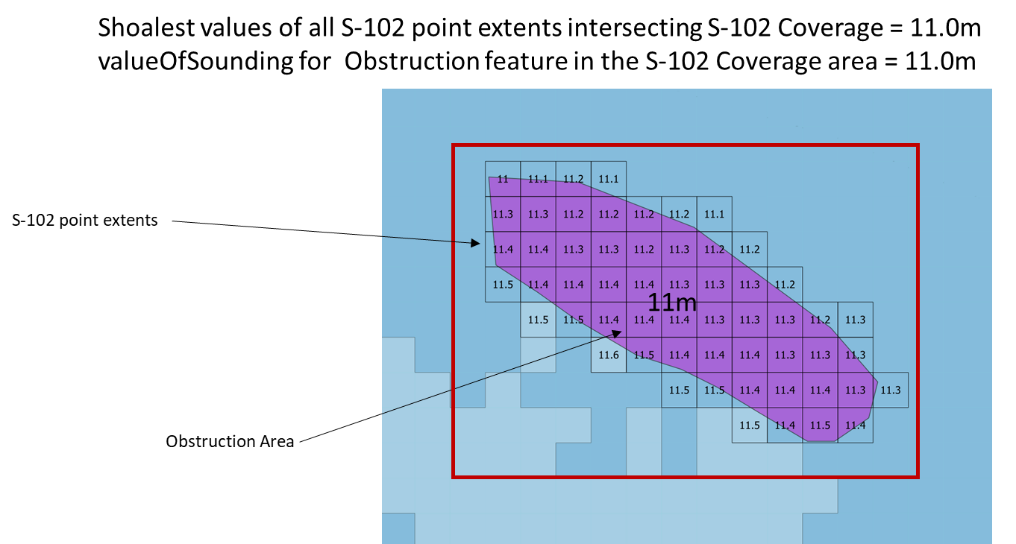 Shoalest values of all S-102 point extents intersecting S-102 Coverage = 11.0m
valueOfSounding for Obstruction feature in the S-102 Coverage area = 11.0m
11 11.1 11.2 11.1
S-102 point extents
11.3 11.3 11.2 11.2 11.2 11.2 11.1
11.4 11.4 11.3 11.3 11.2 11.3 11.2 11.2
11.5 11.4 11.4 11.4 11.4 11.3 11.3 11.3 11.2
11m
11.5 11.5 11.4 11.4 11.4 11.3 11.3 11.3 11.2 11.3
11.6 11.5 11.4 11.4 11.4 11.3 11.3 11.3
11.5 11.5 11.4 11.4 11.4 11.3 11.3
11.5 11.4 11.5 11.4
Obstruction Area